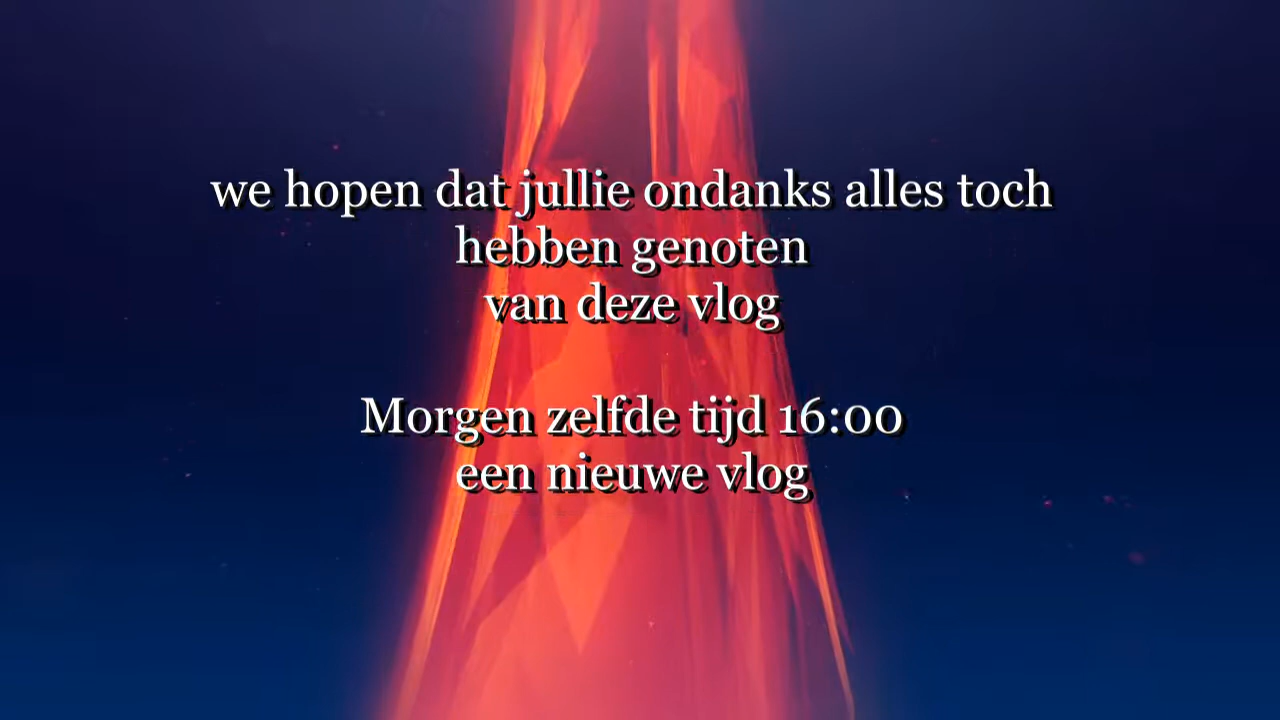 we hopen dat jullie ondanks alles toch
hebben genoten
van deze vlog
Morgen zelfde tijd 16:00
een nieuwe vlog